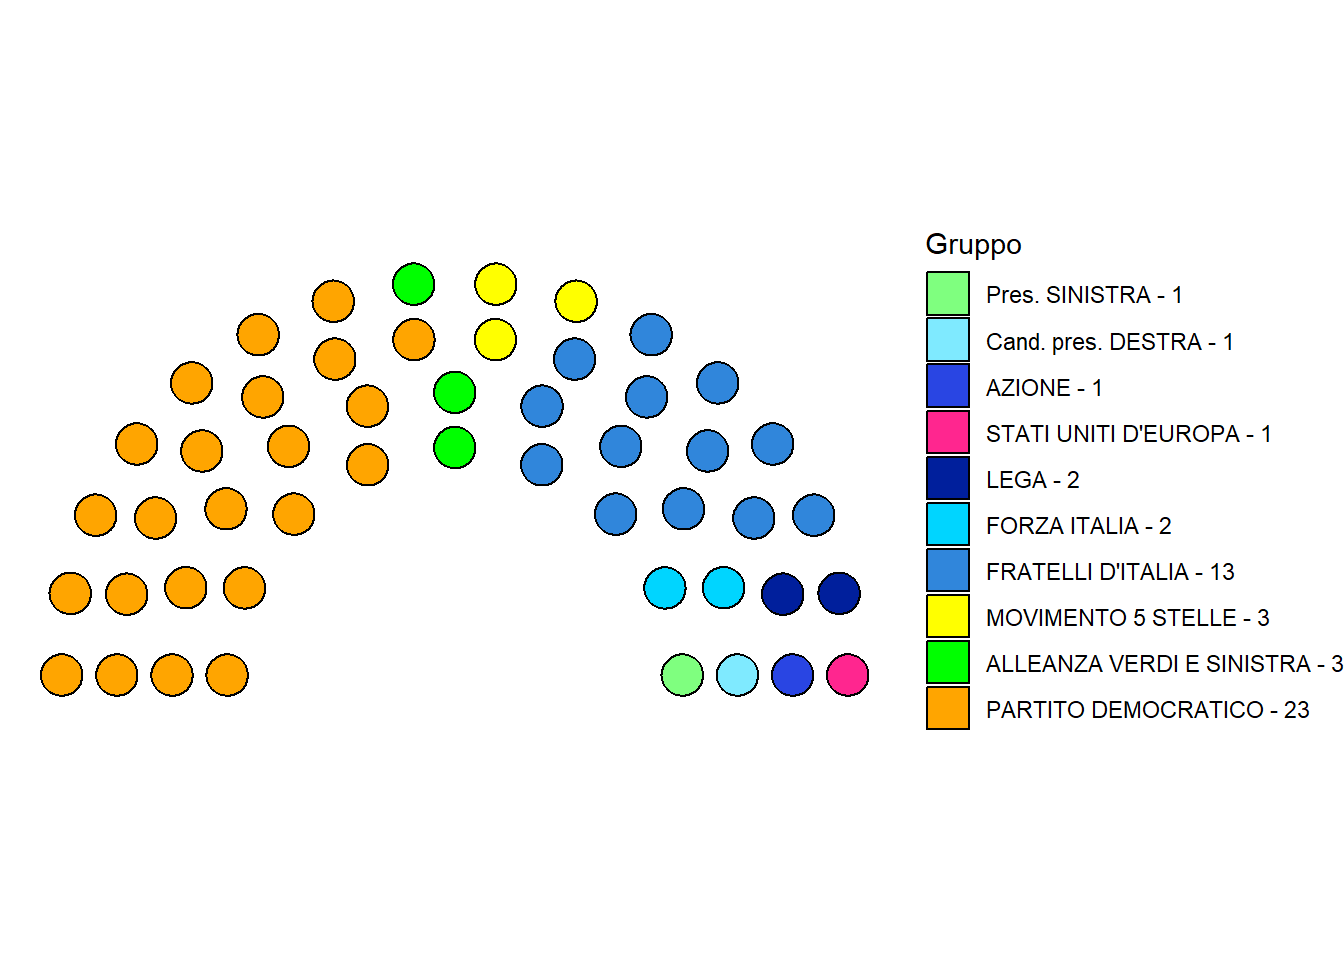 Gruppo
Pres. SINISTRA - 1
Cand. pres. DESTRA - 1
AZIONE - 1
STATI UNITI D'EUROPA - 1
LEGA - 2
FORZA ITALIA - 2
FRATELLI D'ITALIA - 13
MOVIMENTO 5 STELLE - 3
ALLEANZA VERDI E SINISTRA - 3
PARTITO DEMOCRATICO - 23